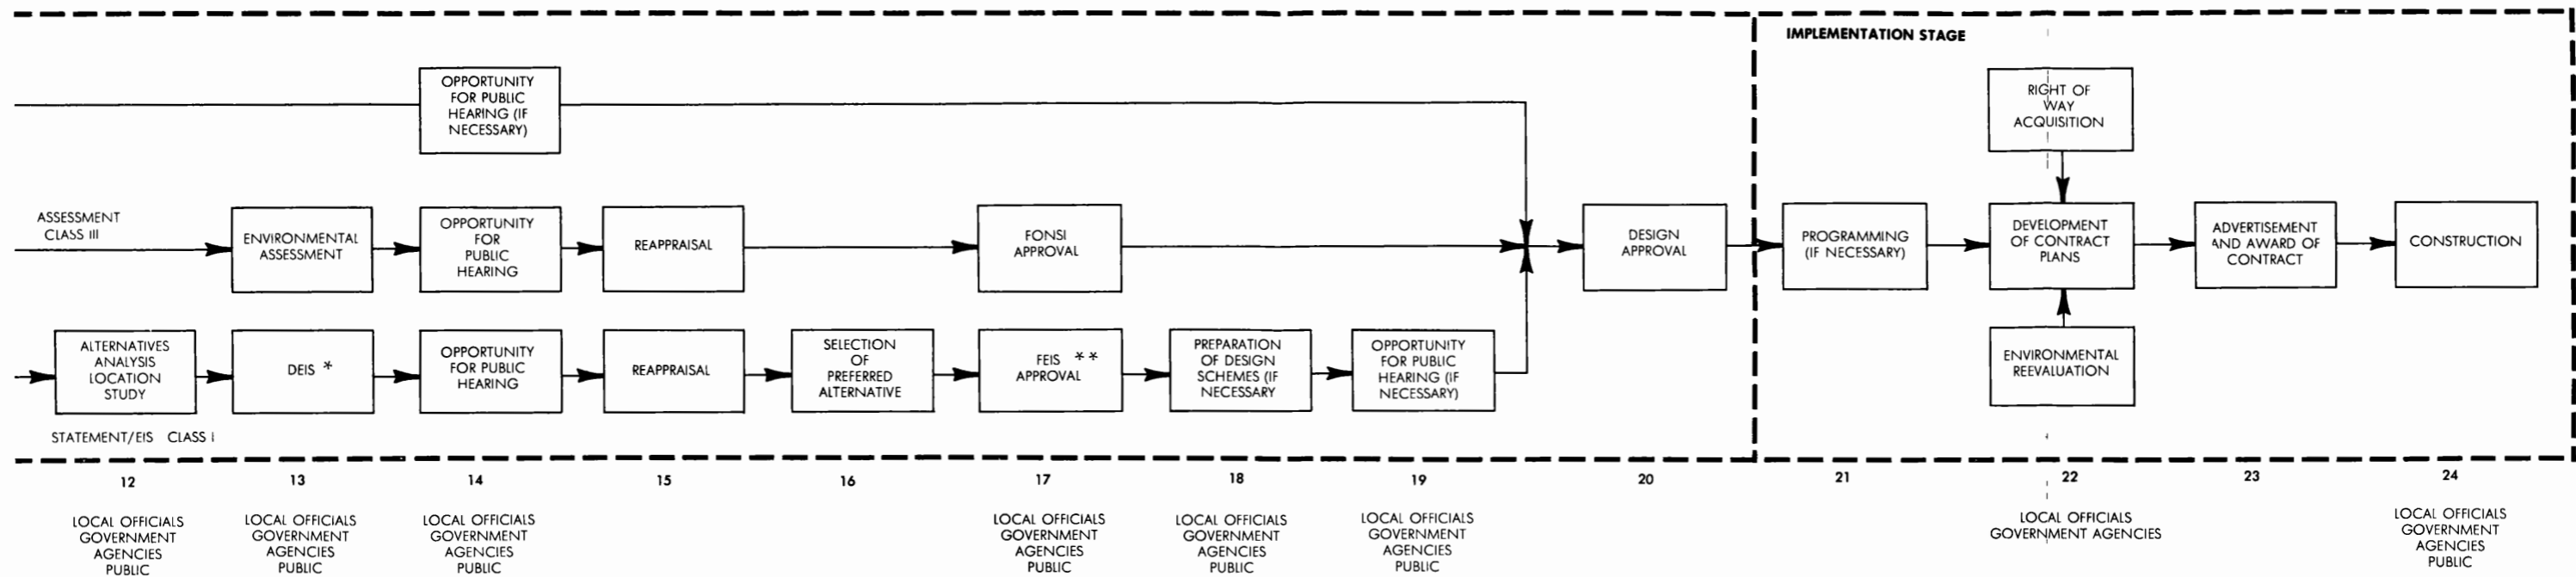 IMPLEMENTATION STAGE
OPPORTUNITY
FOR PUBLIC
HEARING (IF
NECESSARY)
RIGHT OF
WAY
ACQUISITION
ASSESSMENT
CLASS III
ENVIRONMENTAL
ASSESSMENT
OPPORTUNITY
FOR
PUBLIC
HEARING
REAPPRAISAL
FONSI
APPROVAL
DESIGN
APPROVAL
PROGRAMMING
(IF NECESSARY)
DEVELOPMENT
OF CONTRACT
PLANS
ADVERTISEMENT
AND AWARD OF
CONTRACT
CONSTRUCTION
ALTERNATIVES
ANALYSIS
LOCATION
STUDY
DEIS *
OPPORTUNITY
FOR PUBLIC
HEARING
REAPPRAISAL
SELECTION
OF
PREFERRED
ALTERNATIVE
FEIS **
APPROVAL
PREPARATION
OF DESIGN
SCHEMES (IF
NECESSARY
OPPORTUNITY
FOR PUBLIC
HEARING (IF
NECESSARY)
ENVIRONMENTAL
REEVALUATION
STATEMENT/EIS CLASS I
12
13
14
15
16
17
18
19
20
21
22
23
24
LOCAL OFFICIALS
GOVERNMENT
AGENCIES
PUBLIC
LOCAL OFFICIALS
GOVERNMENT
AGENCIES
PUBLIC
LOCAL OFFICIALS
GOVERNMENT
AGENCIES
PUBLIC
LOCAL OFFICIALS
GOVERNMENT
AGENCIES
PUBLIC
LOCAL OFFICIALS
GOVERNMENT
AGENCIES
PUBLIC
LOCAL OFFICIALS
GOVERNMENT
AGENCIES
PUBLIC
LOCAL OFFICIALS
GOVERNMENT AGENCIES
LOCAL OFFICIALS
GOVERNMENT
AGENCIES
PUBLIC